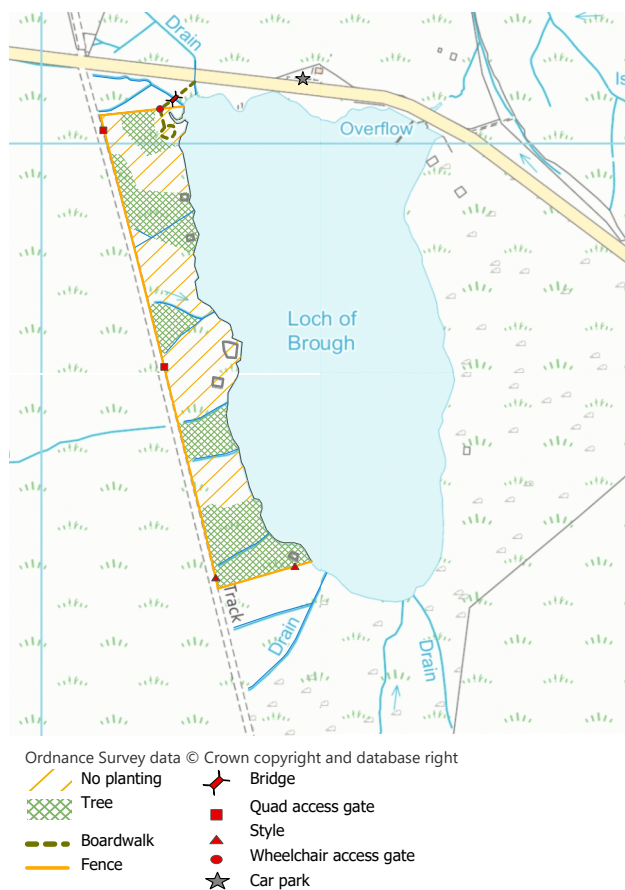 Drain
Is
Overflow
Loch of
Brough
Track
Drain
Drain
Ordnance Survey data © Crown copyright and database right
No planting
Tree
Boardwalk
Fence
Bridge
Quad access gate
Style
Wheelchair access gate
Car park